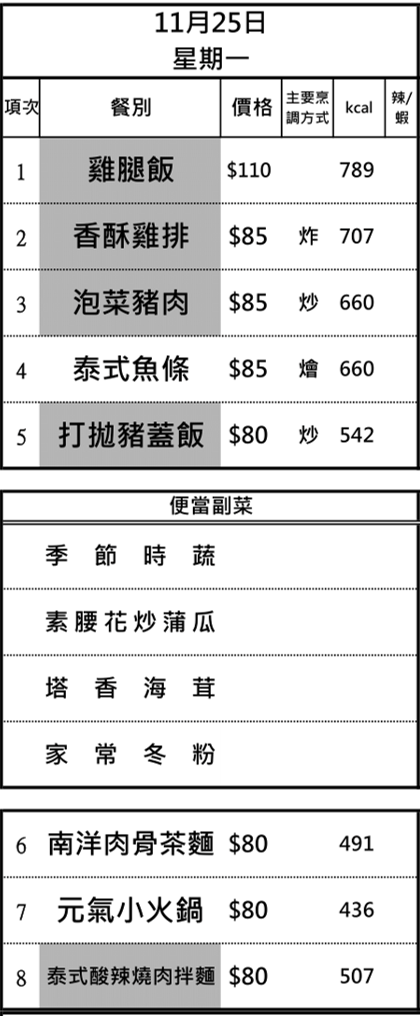 11月25日
星期一
項次 餐別 價格 主要烹調方式 kcal 辣/蝦
1 雞腿飯 $110 789
2 香酥雞排 $85 炸 707
3 泡菜豬肉 $85 炒 660
4 泰式魚條 $85 燴 660
5 打拋豬蓋飯 $80 炒 542
便當副菜
季節時蔬
素腰花炒蒲瓜
塔香海茸
家常冬粉
6 南洋肉骨茶麵 $80 491
7 元氣小火鍋 $80 436
8 泰式酸辣燒肉拌麵 $80 507